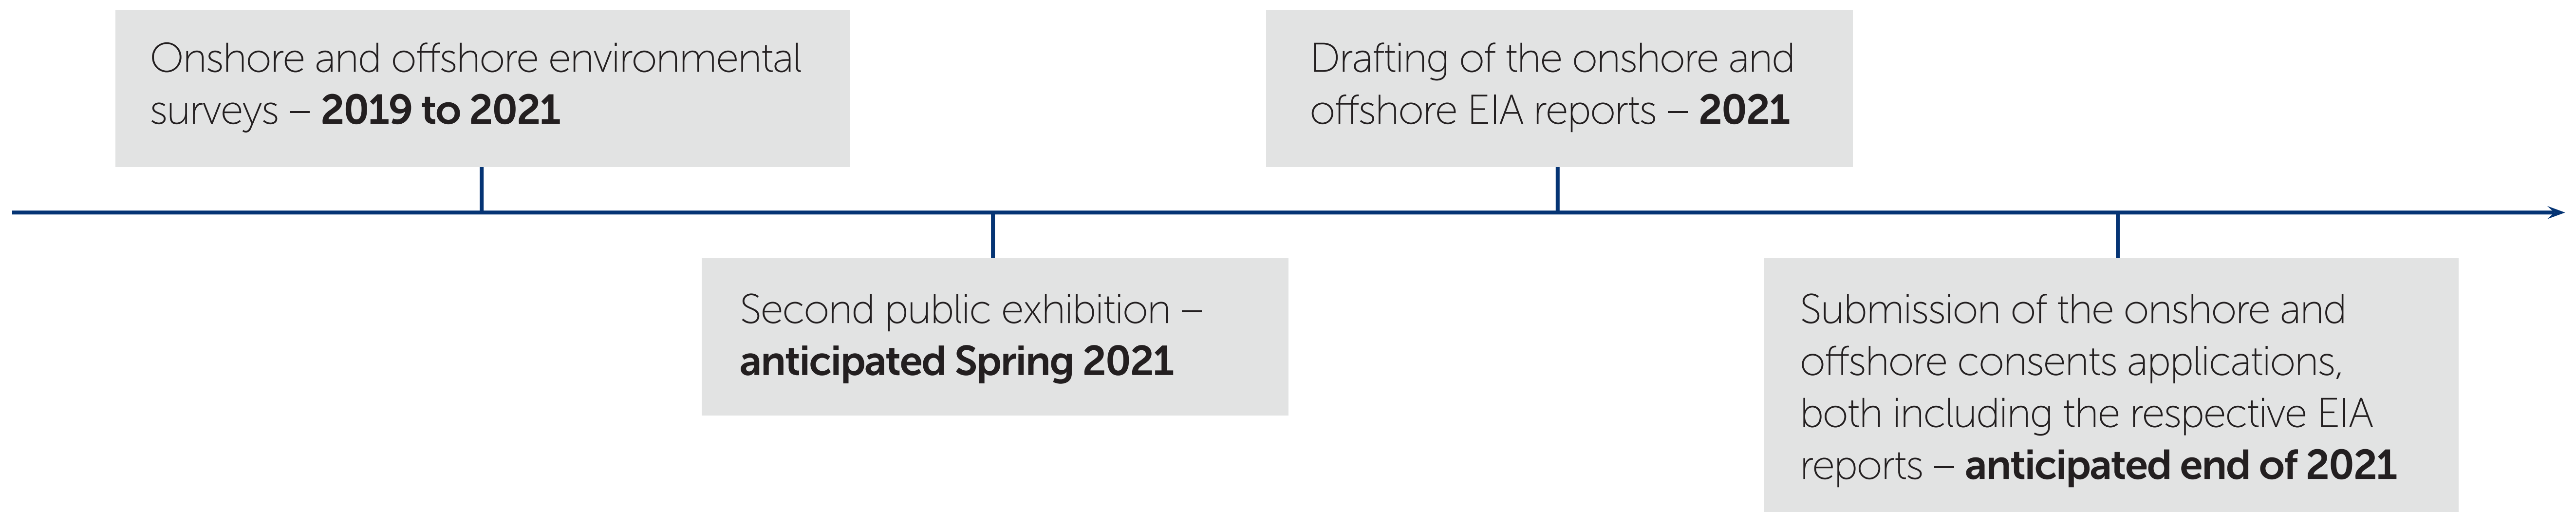 Onshore and offshore environmental
surveys – 2019 to 2021
Second public exhibition –
anticipated Spring 2021
Drafting of the onshore and
offshore EIA reports – 2021
Submission of the onshore and
offshore consents applications,
both including the respective EIA
reports – anticipated end of 2021